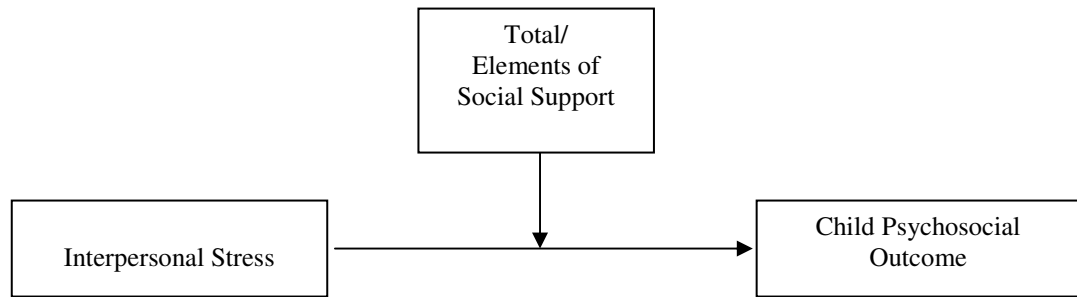 Total/
Elements of
Social Support
Interpersonal Stress
Child Psychosocial
Outcome